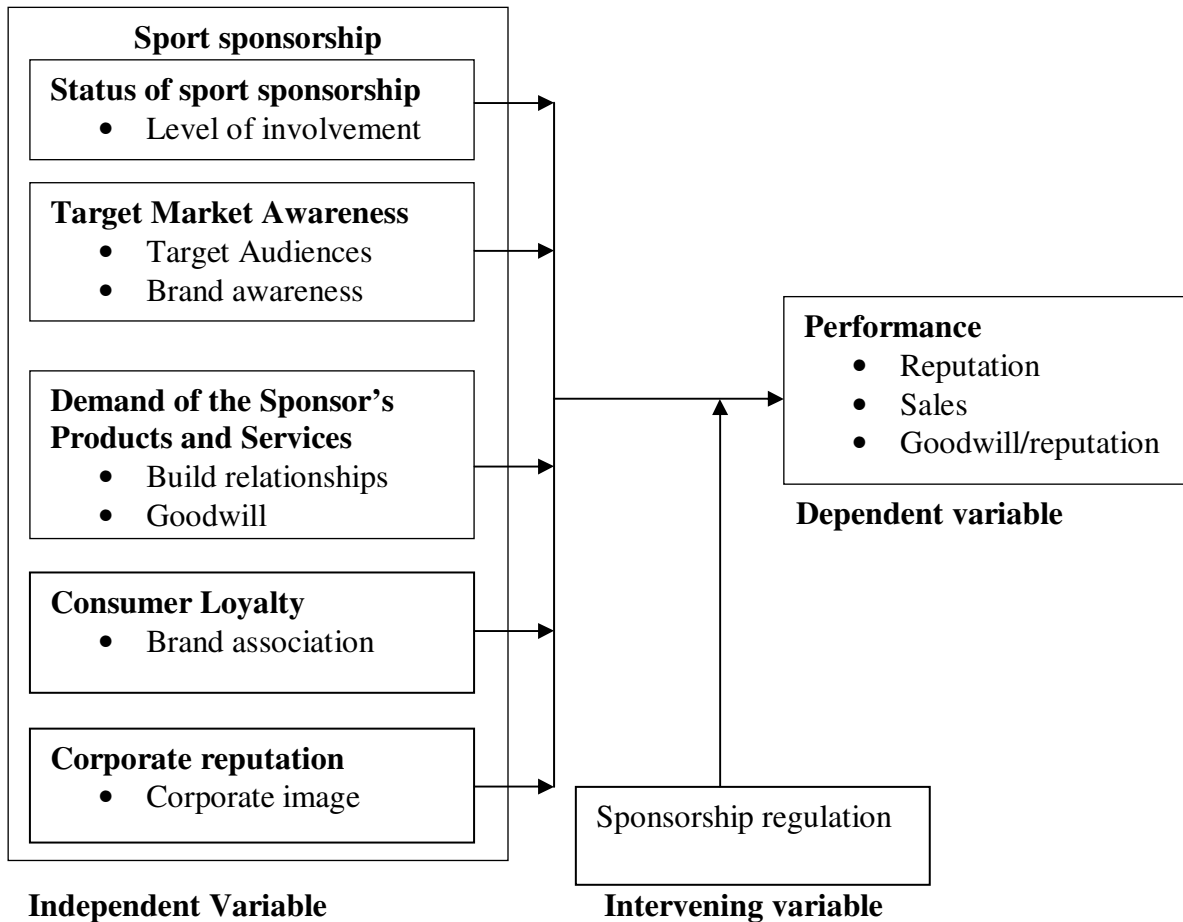 Sport sponsorship
Status of sport sponsorship
• Level of involvement
Target Market Awareness
• Target Audiences
• Brand awareness
Demand of the Sponsor’s
Products and Services
• Build relationships
• Goodwill
Consumer Loyalty
• Brand association
Corporate reputation
• Corporate image
Independent Variable
Performance
• Reputation
• Sales
• Goodwill/reputation
Dependent variable
Sponsorship regulation
Intervening variable